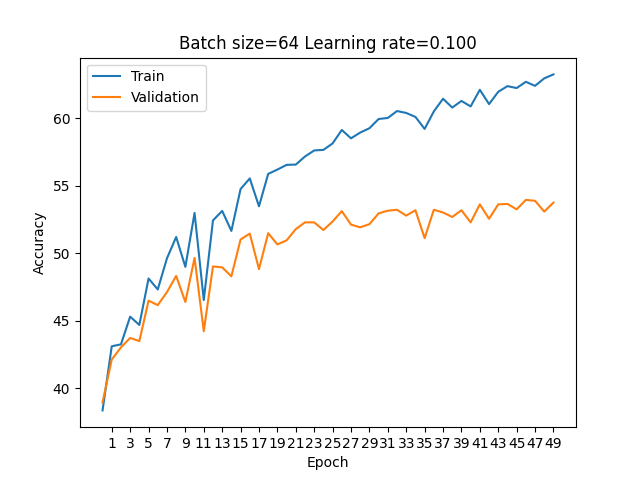 Batch size=64 Learning rate=0.100
Train
Validation
60
55
50
45
40
Accuracy
1 3 5 7 9 11 13 15 17 19 21 23 25 27 29 31 33 35 37 39 41 43 45 47 49
Epoch